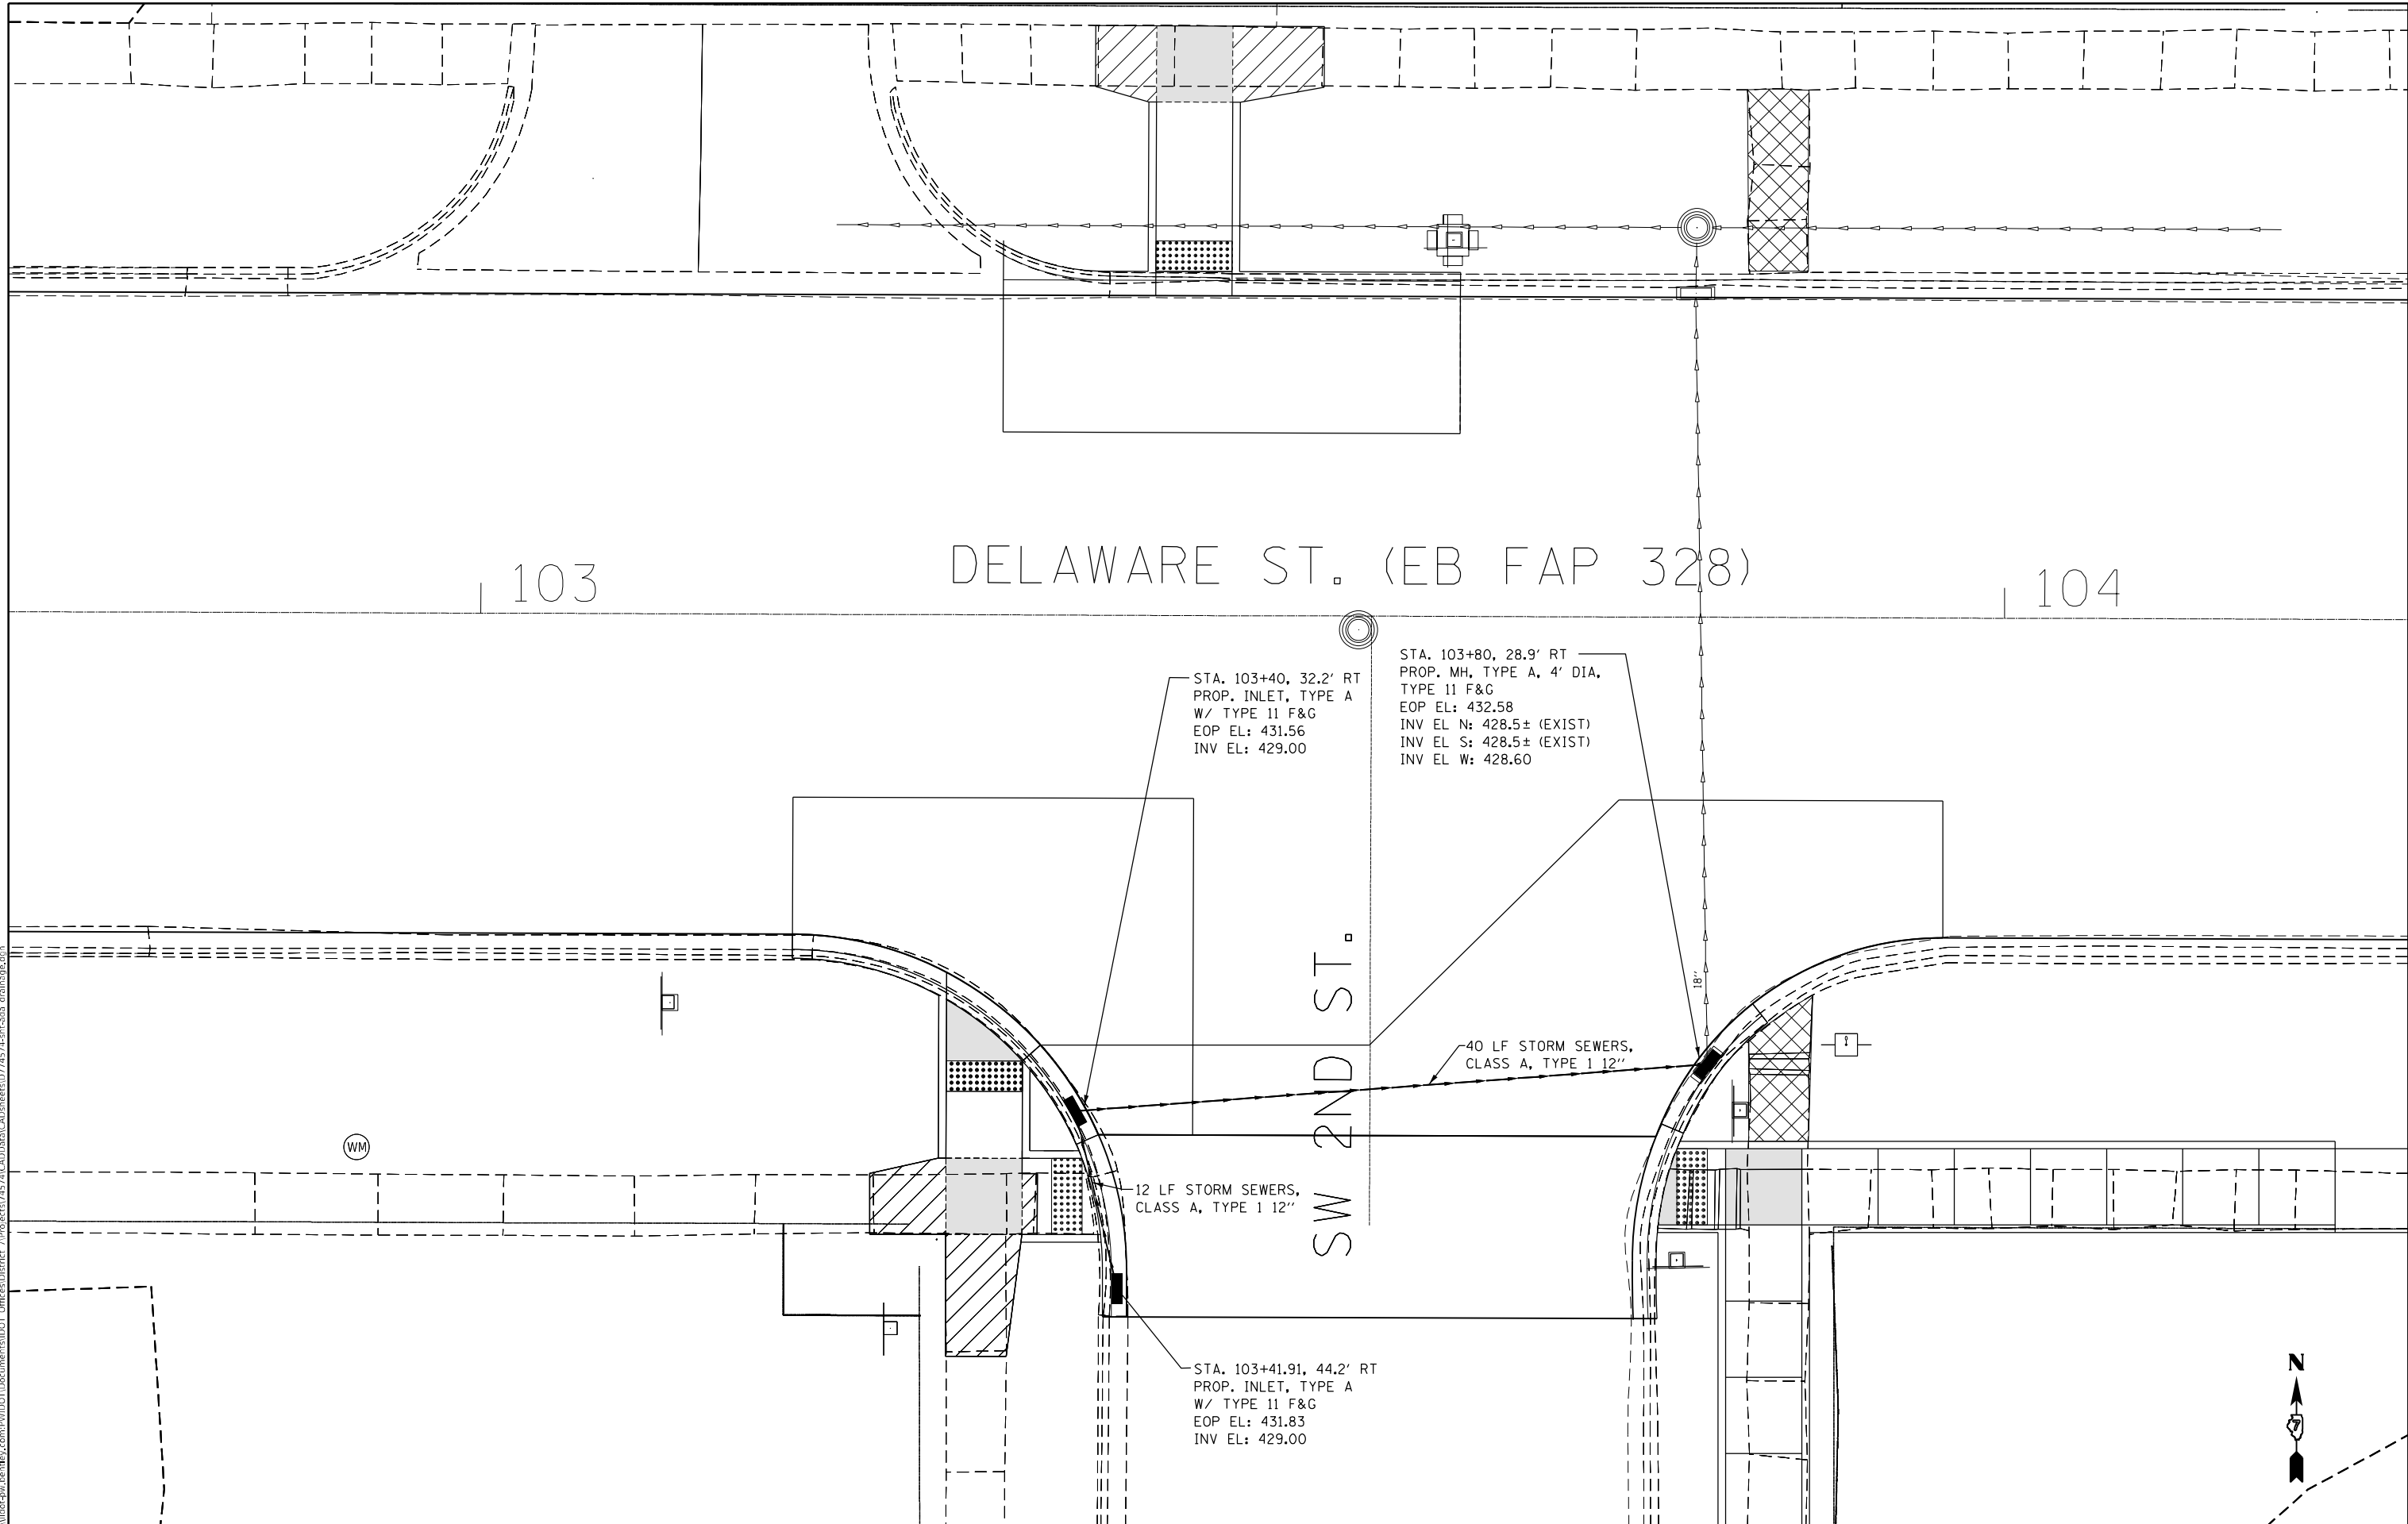 DELAWARE ST. (EB FAP 328)
103
104
STA. 103+40, 32.2' RT
PROP. INLET, TYPE A
W/ TYPE 11 F&G
EOP EL: 431.56
INV EL: 429.00
STA. 103+80, 28.9' RT
PROP. MH, TYPE A, 4' DIA,
TYPE 11 F&G
EOP EL: 432.58
INV EL N: 428.5± (EXIST)
INV EL S: 428.5± (EXIST)
INV EL W: 428.60
SW 2ND ST.
18"
40 LF STORM SEWERS,
CLASS A, TYPE 1 12"
WM
12 LF STORM SEWERS,
CLASS A, TYPE 1 12"
STA. 103+41.91, 44.2' RT
PROP. INLET, TYPE A
W/ TYPE 11 F&G
EOP EL: 431.83
INV EL: 429.00
N
7